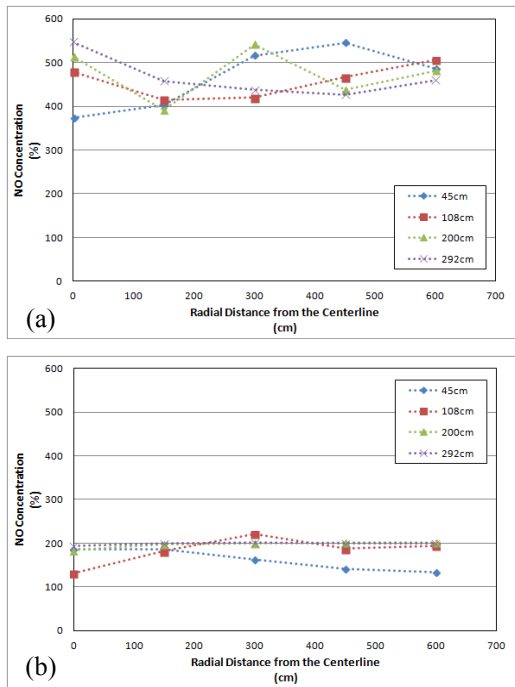 600
500
400
300
200
100
0
NO Concentration
(%)
0 100 200 300 400 500 600 700
Radial Distance from the Centerline
(cm)
45cm
108cm
200cm
292cm
(a)
600
500
400
300
200
100
0
NO Concentration
(%)
0 100 200 300 400 500 600 700
Radial Distance from the Centerline
(cm)
45cm
108cm
200cm
292cm
(b)